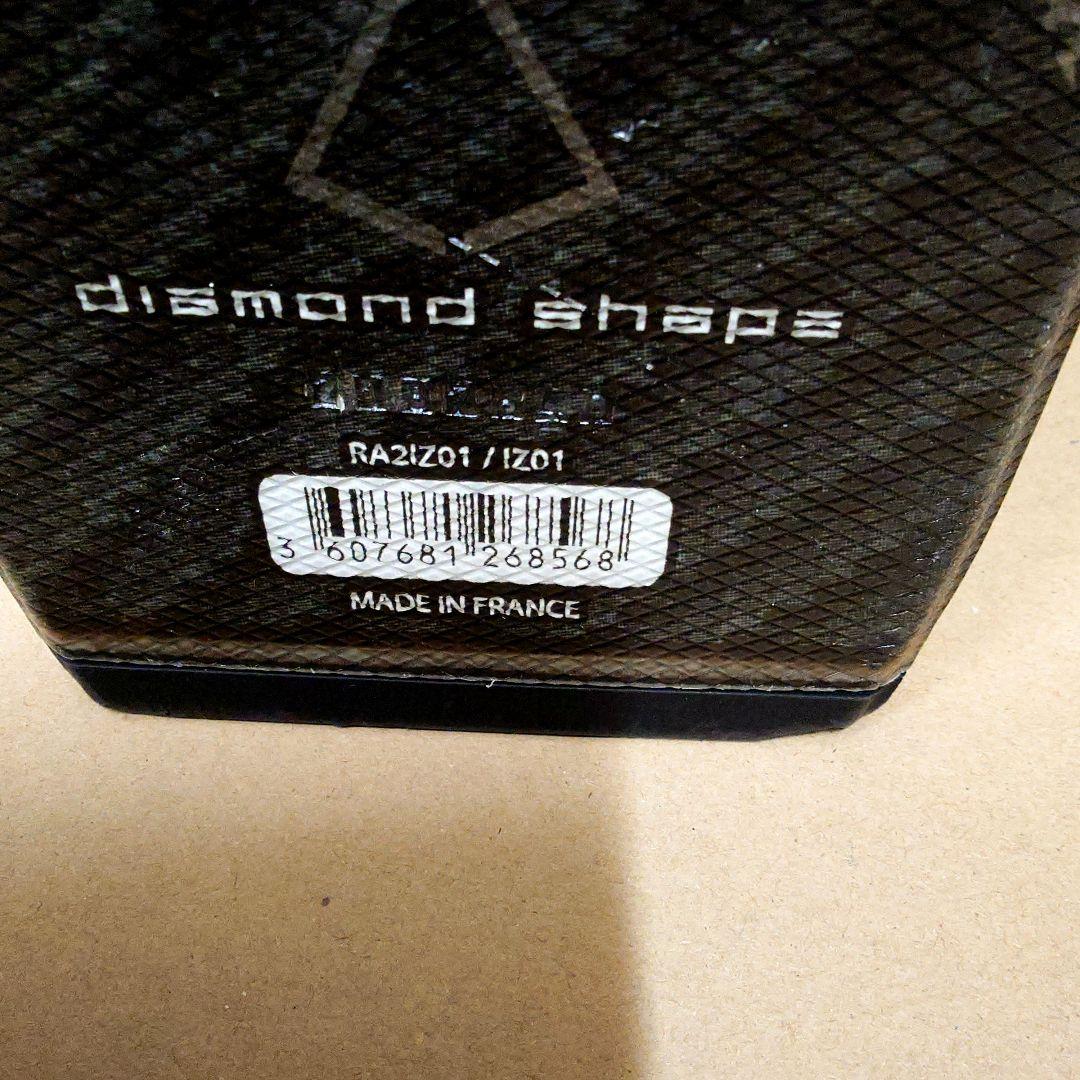 diamond shape
RA2IZ01 / IZ01
3 607681 268568
MADE IN FRANCE